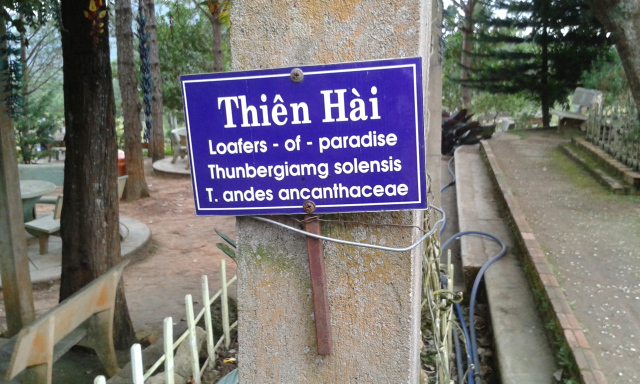 Thiên Hài
Loafers - of - paradise
Thunbergiamg solensis
T. andes ancanthaceae